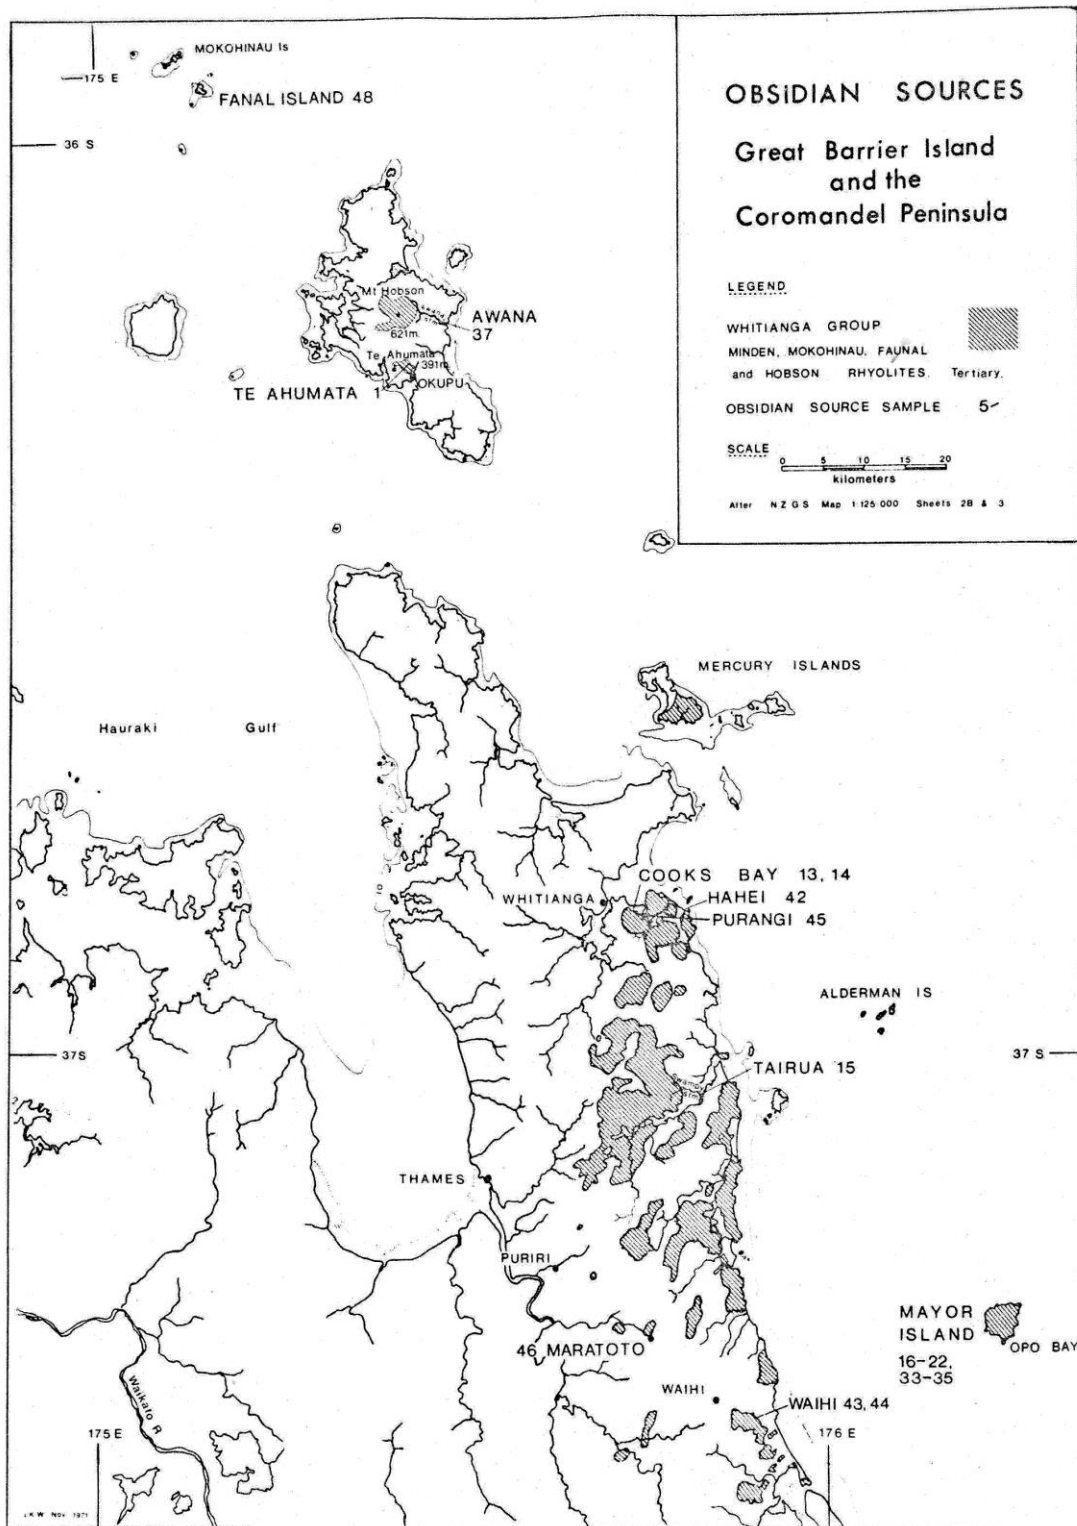 MOKOHINAU Is
175 E
FANAL ISLAND 48
36 S
OBSiDIAN SOURCES
Great Barrier Island
and the
Coromandel Peninsula
LEGEND
WHITIANGA GROUP
MINDEN, MOKOHINAU, FAUNAL
and HOBSON RHYOLITES. Tertiary.
OBSIDIAN SOURCE SAMPLE 5
SCALE
0 5 10 15 20
kilometers
After N Z G S Map 1:125 000 Sheets 2B & 3
Mt Hobson
AWANA
37
621m.
Te Ahumata
391m
TE AHUMATA 1
OKUPU
MERCURY ISLANDS
Hauraki Gulf
COOKS BAY 13, 14
WHITIANGA
HAHEI 42
PURANGI 45
ALDERMAN IS
37 S
37 S
TAIRUA 15
THAMES
PURIRI
MAYOR
ISLAND
OPO BAY
16-22,
33-35
46 MARATOTO
WAIHI
WAIHI 43, 44
Waikato R
175 E
176 E
J K W Nov 1971